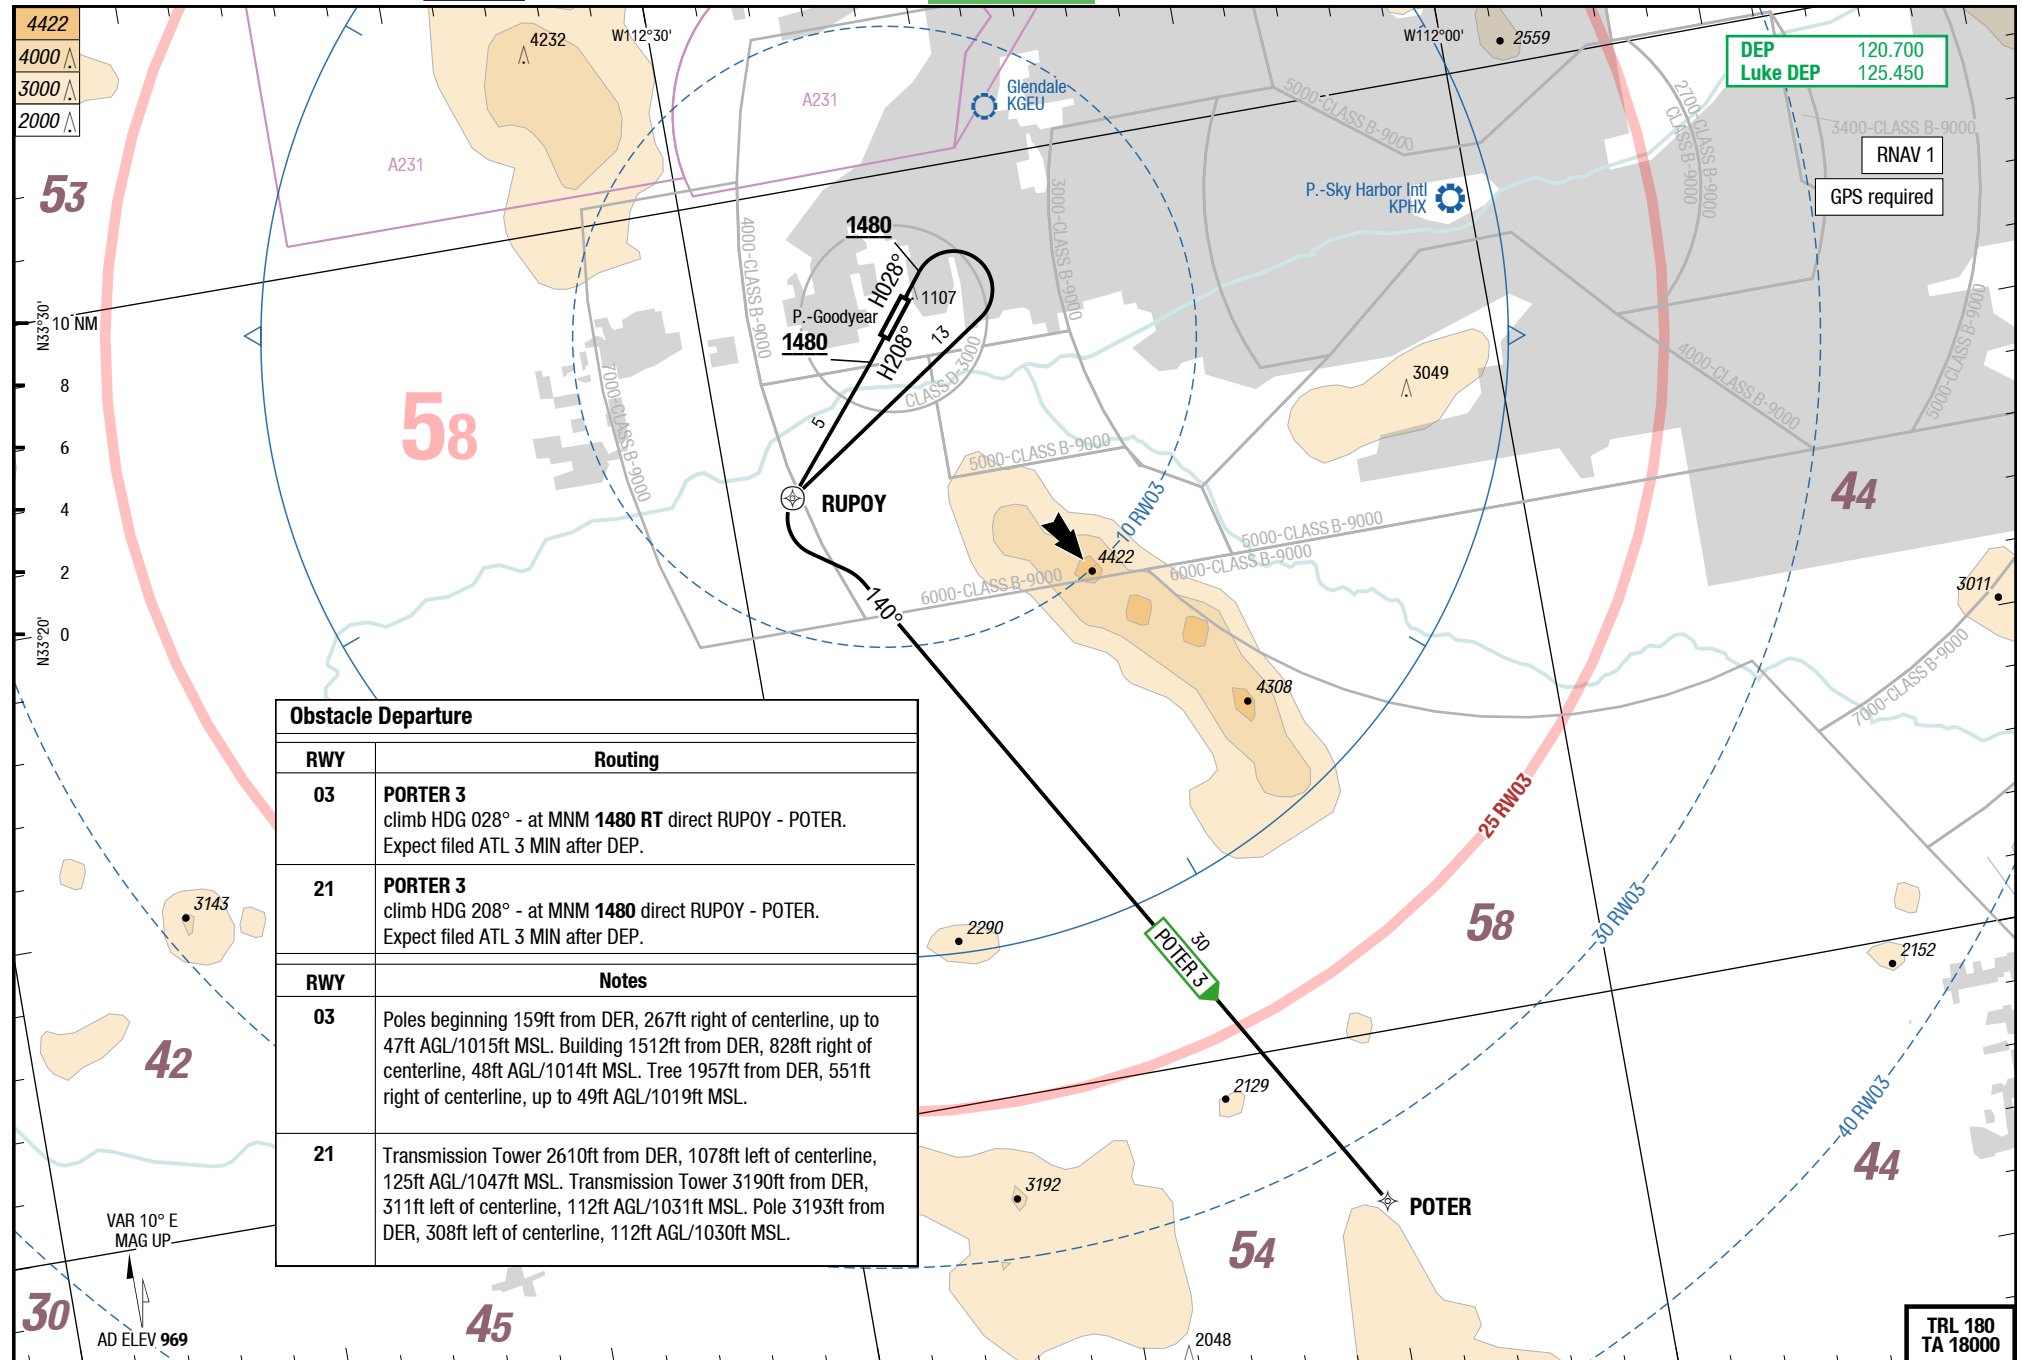 4422
4000
3000
2000
4232
W112°30'
W112°00'
2559
DEP 120.700
Luke DEP 125.450
Glendale
KGEU
A231
A231
5000-CLASS B-9000
2700-CLASS B-9000
CLASS B-9000
3400-CLASS B-9000
RNAV 1
GPS required
53
P.-Sky Harbor Intl
KPHX
3000-CLASS B-9000
4000-CLASS B-9000
1480
H028°
1107
P.-Goodyear
1480
H208°
13
CLASS D-3000
5
N33°30'
10 NM
8
6
4
2
0
N33°20'
58
7000-CLASS B-9000
3049
4000-CLASS B-9000
5000-CLASS B-9000
5000-CLASS B-9000
RUPOY
10 RW03
44
5000-CLASS B-9000
4422
6000-CLASS B-9000
6000-CLASS B-9000
140°
3011
7000-CLASS B-9000
4308
Obstacle Departure
RWY Routing
03 PORTER 3
climb HDG 028° - at MNM 1480 RT direct RUPOY - POTER.
Expect filed ATL 3 MIN after DEP.
21 PORTER 3
climb HDG 208° - at MNM 1480 direct RUPOY - POTER.
Expect filed ATL 3 MIN after DEP.
RWY Notes
03 Poles beginning 159ft from DER, 267ft right of centerline, up to
47ft AGL/1015ft MSL. Building 1512ft from DER, 828ft right of
centerline, 48ft AGL/1014ft MSL. Tree 1957ft from DER, 551ft
right of centerline, up to 49ft AGL/1019ft MSL.
21 Transmission Tower 2610ft from DER, 1078ft left of centerline,
125ft AGL/1047ft MSL. Transmission Tower 3190ft from DER,
311ft left of centerline, 112ft AGL/1031ft MSL. Pole 3193ft from
DER, 308ft left of centerline, 112ft AGL/1030ft MSL.
25 RW03
3143
2290
30
POTER 3
58
30 RW03
2152
42
2129
40 RW03
3192
POTER
44
54
VAR 10° E
MAG UP
30
AD ELEV 969
45
2048
TRL 180
TA 18000